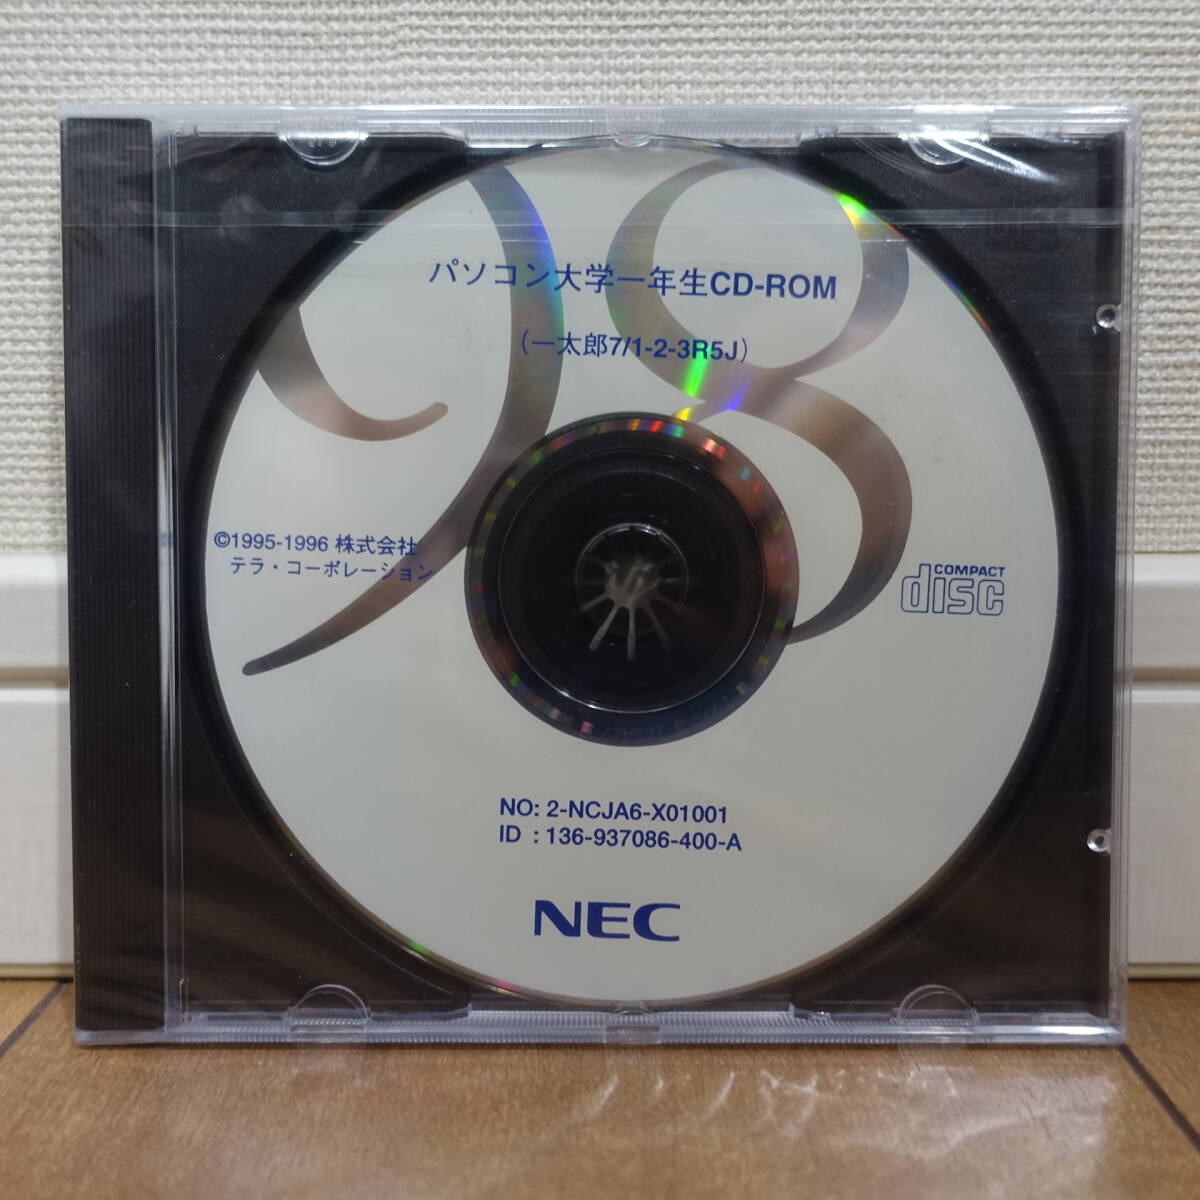 98
パソコン大学一年生CD-ROM
(一太郎7/1-2-3R5J)
©1995-1996 株式会社
テラ・コーポレーション
COMPACT
disc
NO: 2-NCJA6-X01001
ID : 136-937086-400-A
NEC